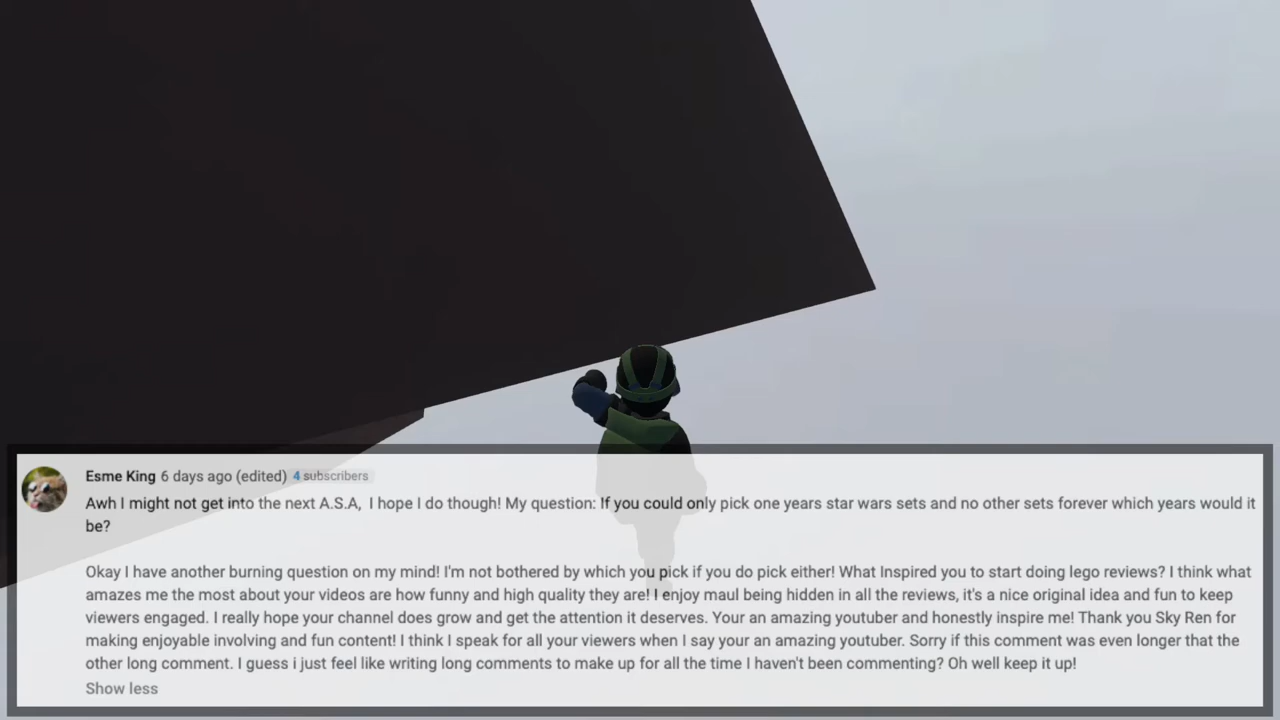 Esme King 6 days ago (edited) 4 subscribers
Awh I might not get into the next A.S.A,  I hope I do though! My question: If you could only pick one years star wars sets and no other sets forever which years would it
be?
Okay I have another burning question on my mind! I'm not bothered by which you pick if you do pick either! What Inspired you to start doing lego reviews? I think what
amazes me the most about your videos are how funny and high quality they are! I enjoy maul being hidden in all the reviews, it's a nice original idea and fun to keep
viewers engaged. I really hope your channel does grow and get the attention it deserves. Your an amazing youtuber and honestly inspire me! Thank you Sky Ren for
making enjoyable involving and fun content! I think I speak for all your viewers when I say your an amazing youtuber. Sorry if this comment was even longer that the
other long comment. I guess i just feel like writing long comments to make up for all the time I haven't been commenting? Oh well keep it up!
Show less